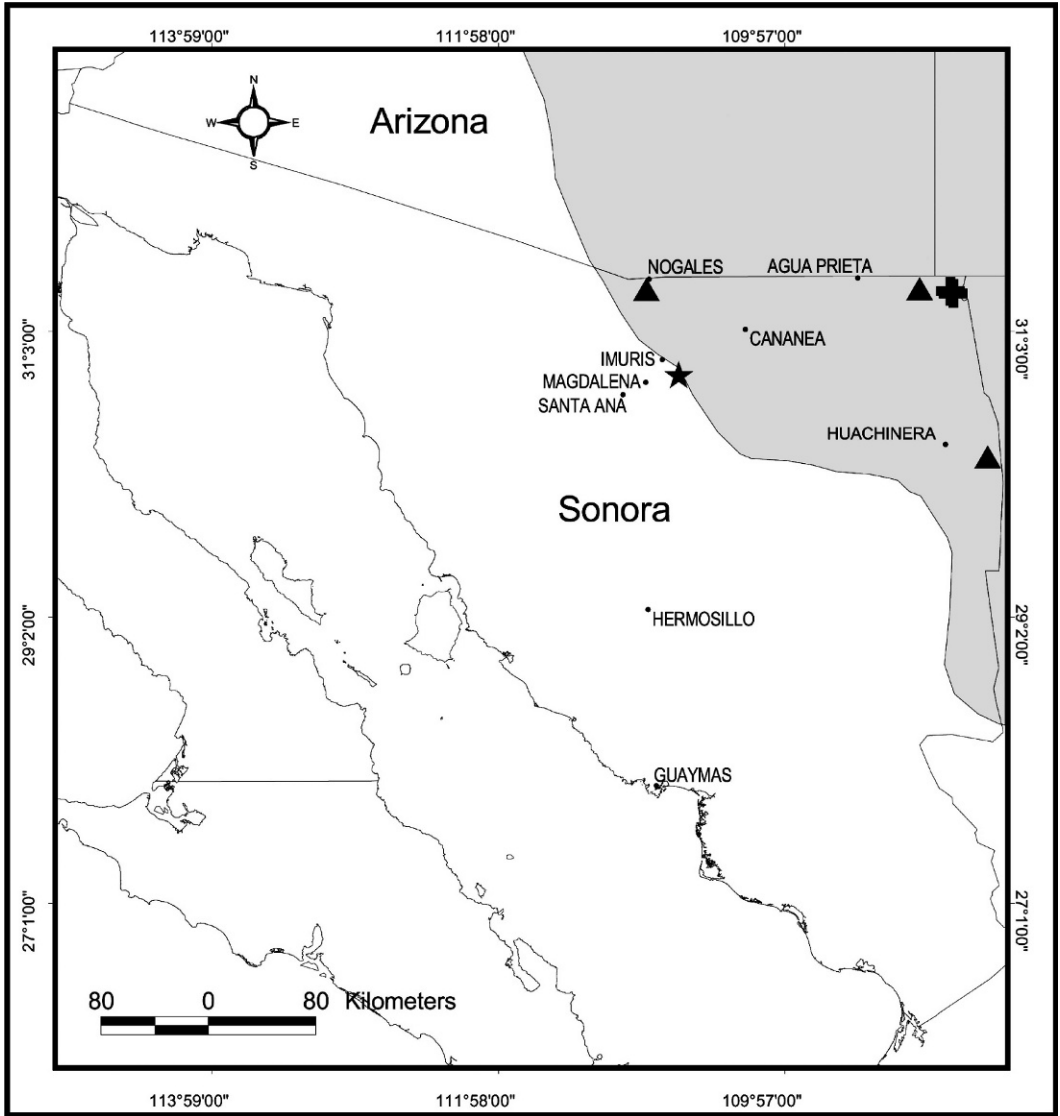 113°59'00" 111°58'00" 109°57'00"
N
W E
S
Arizona
NOGALES AGUA PRIETA
31°3'00" 31°3'00"
CANANEA
IMURIS
MAGDALENA
SANTA ANA
HUACHINERA
Sonora
29°2'00" 29°2'00"
HERMOSILLO
GUAYMAS
27°1'00" 27°1'00"
80 0 80 Kilometers
113°59'00" 111°58'00" 109°57'00"